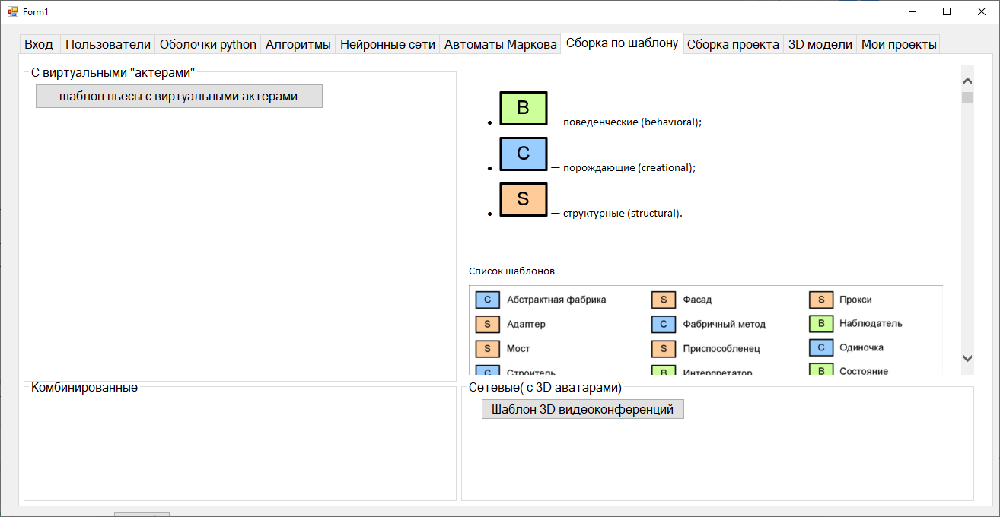 Form1
Вход Пользователи Оболочки python Алгоритмы Нейронные сети Автоматы Маркова Сборка по шаблону Сборка проекта 3D модели Мои проекты
С виртуальными "актерами"
шаблон пьесы с виртуальными актерами
• B — поведенческие (behavioral);
• C — порождающие (creational);
• S — структурные (structural).
Список шаблонов
C Абстрактная фабрика S Фасад S Прокси
S Адаптер C Фабричный метод B Наблюдатель
S Мост S Приспособленец C Одиночка
C Строитель B Интерпретатор B Состояние
Комбинированные
Сетевые( с 3D аватарами)
Шаблон 3D видеоконференций